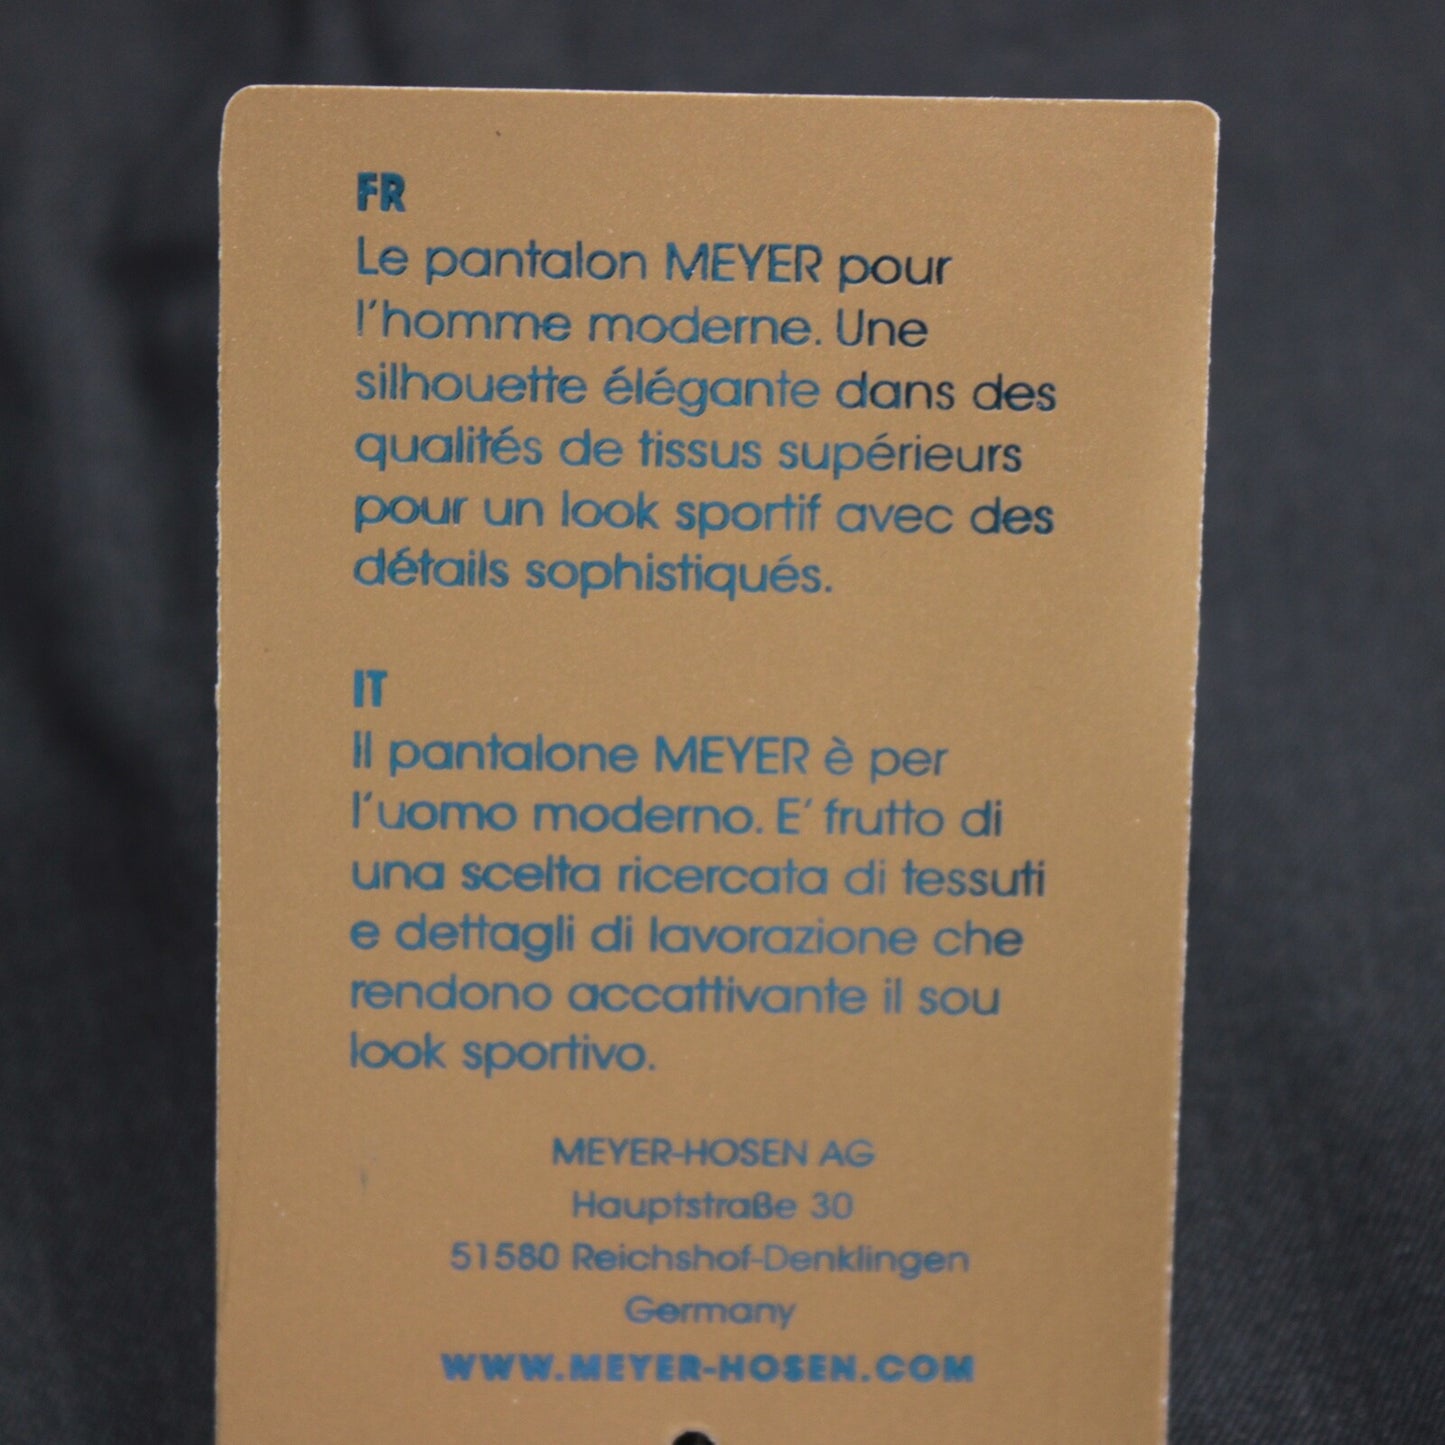 FR
Le pantalon MEYER pour
l'homme moderne. Une
silhouette élégante dans des
qualités de tissus supérieurs
pour un look sportif avec des
détails sophistiqués.
IT
Il pantalone MEYER è per
l'uomo moderno. E' frutto di
una scelta ricercata di tessuti
e dettagli di lavorazione che
rendono accattivante il sou
look sportivo.
MEYER-HOSEN AG
Hauptstraße 30
51580 Reichshof-Denklingen
Germany
WWW.MEYER-HOSEN.COM